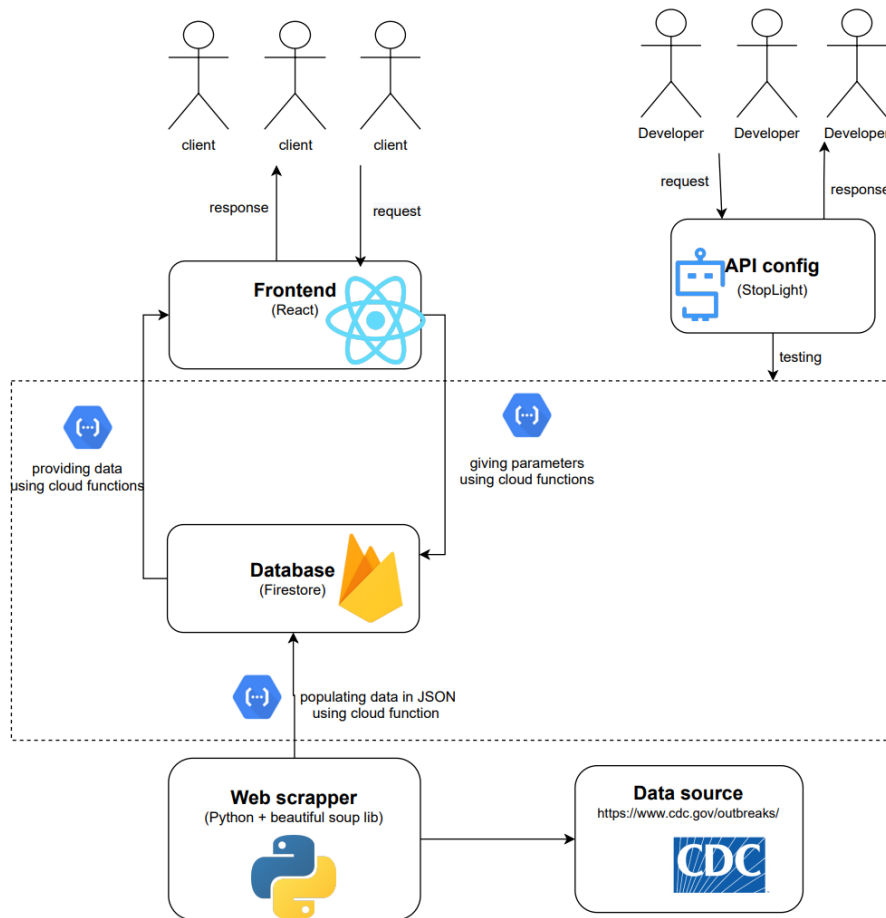 client
client
client
Developer
Developer
Developer
response
request
request
response
Frontend
(React)
API config
(StopLight)
testing
providing data
using cloud functions
giving parameters
using cloud functions
Database
(Firestore)
populating data in JSON
using cloud function
Web scrapper
(Python + beautiful soup lib)
Data source
https://www.cdc.gov/outbreaks/
CDC